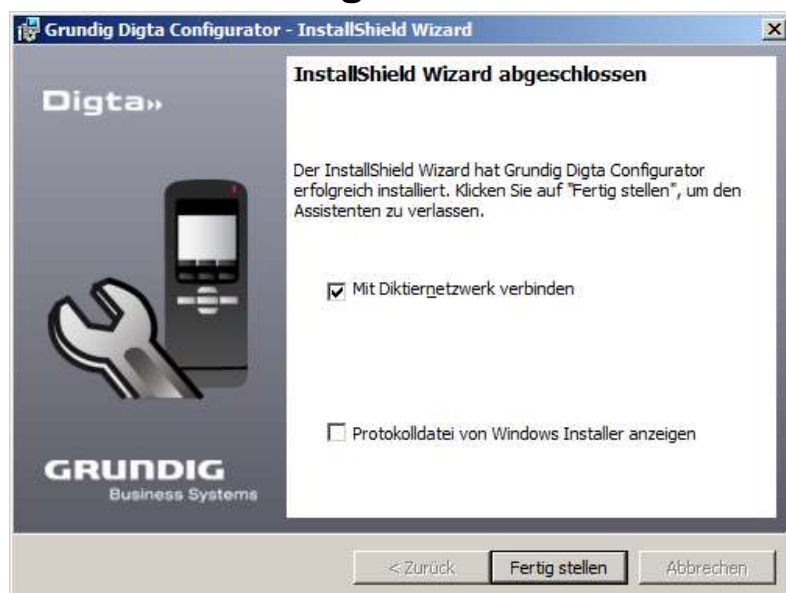 Grundig Digta Configurator - InstallShield Wizard
Digta»
InstallShield Wizard abgeschlossen
Der InstallShield Wizard hat Grundig Digta Configurator
erfolgreich installiert. Klicken Sie auf "Fertig stellen", um den
Assistenten zu verlassen.
Mit Diktiernetzwerk verbinden
Protokolldatei von Windows Installer anzeigen
GRUNDIG
Business Systems
< Zurück
Fertig stellen
Abbrechen